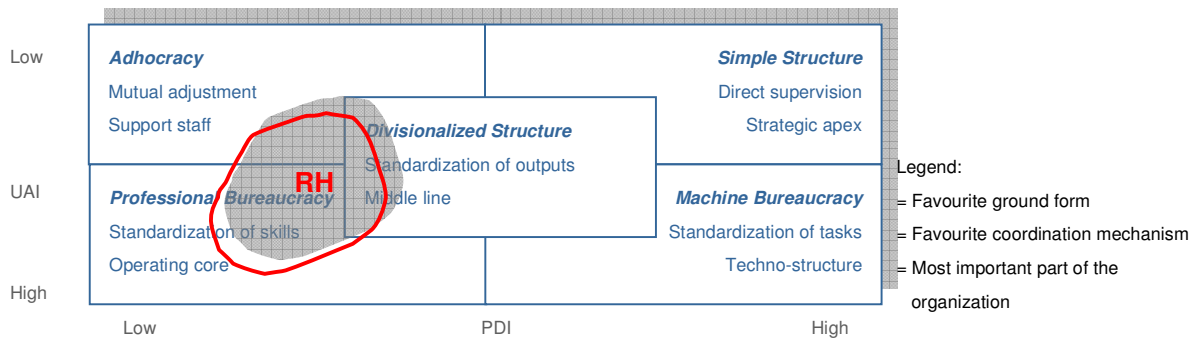 Low
Adhocracy
Mutual adjustment
Support staff
Simple Structure
Direct supervision
Strategic apex
Divisionalized Structure
Standardization of outputs
Middle line
RH
UAI
Professional Bureaucracy
Standardization of skills
Operating core
Machine Bureaucracy
Standardization of tasks
Techno-structure
High
Low
PDI
High
Legend:
= Favourite ground form
= Favourite coordination mechanism
= Most important part of the
organization